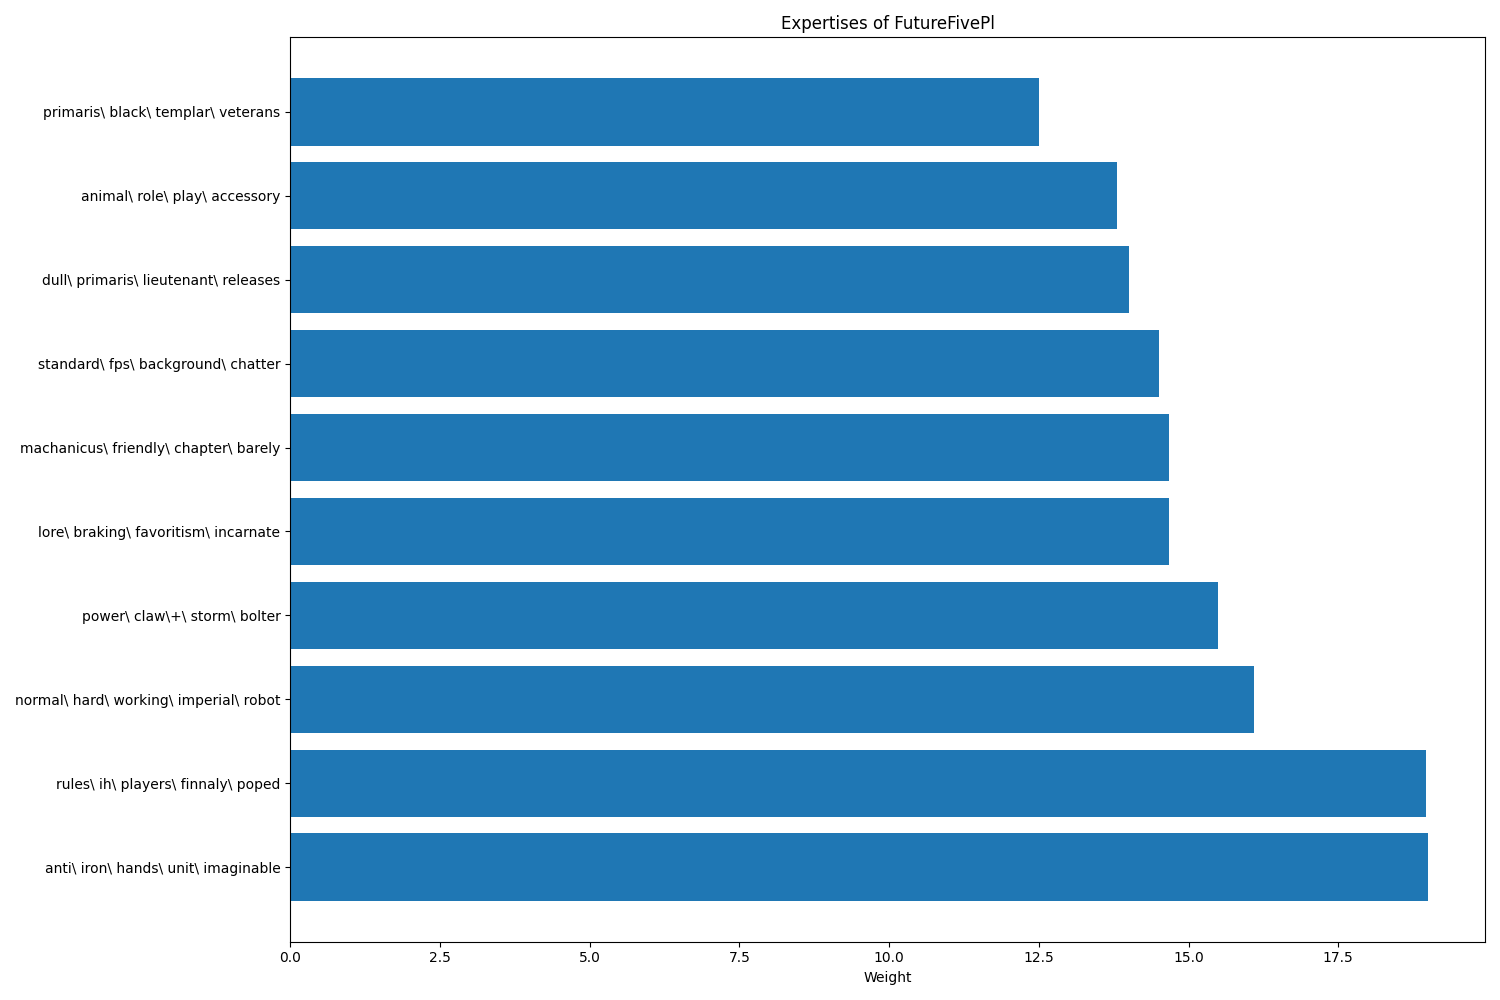 Expertises of FutureFivePl
primaris\ black\ templar\ veterans
animal\ role\ play\ accessory
dull\ primaris\ lieutenant\ releases
standard\ fps\ background\ chatter
machanicus\ friendly\ chapter\ barely
lore\ braking\ favoritism\ incarnate
power\ claw\+\ storm\ bolter
normal\ hard\ working\ imperial\ robot
rules\ ih\ players\ finnaly\ poped
anti\ iron\ hands\ unit\ imaginable
0.0 2.5 5.0 7.5 10.0 12.5 15.0 17.5
Weight